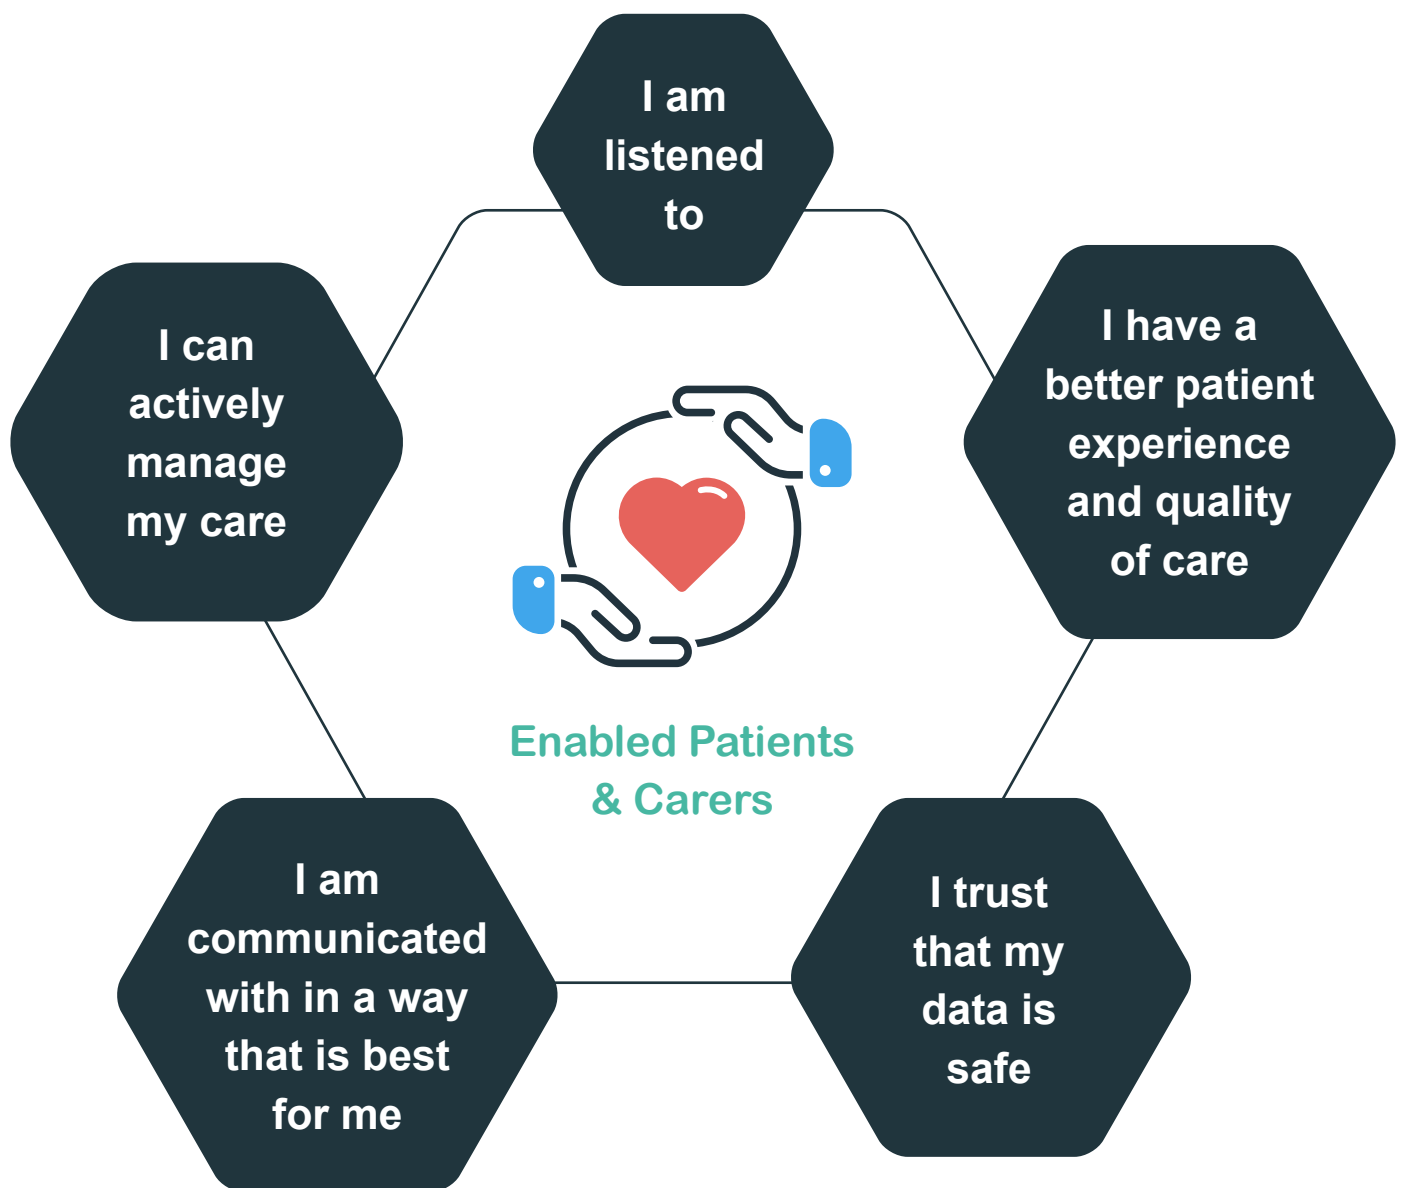 I am
listened
to
I have a
better patient
experience
and quality
of care
I trust
that my
data is
safe
I am
communicated
with in a way
that is best
for me
I can
actively
manage
my care
Enabled Patients
& Carers